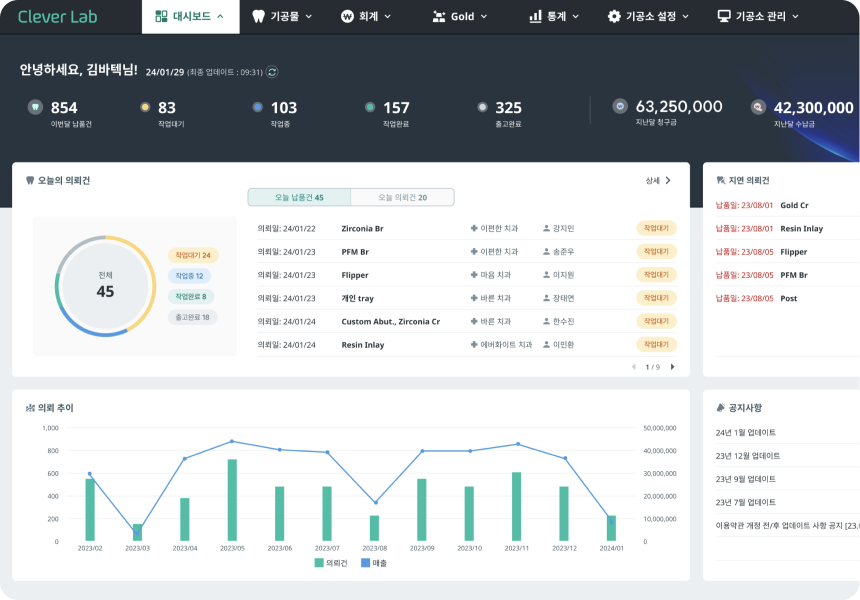 Clever Lab 대시보드 기공물 회계 Gold 통계 기공소 설정 기공소 관리
안녕하세요, 김바텍님! 24/01/29 (최종 업데이트 : 09:31)
854 83 103 157 325 63,250,000 42,300,000
이번달 납품건 작업대기 작업중 작업완료 출고완료 지난달 청구금 지난달 수납금
오늘의 의뢰건 상세
오늘 납품건 45 오늘 의뢰건 20
전체
45
작업대기 24
작업중 12
작업완료 8
출고완료 18
의뢰일: 24/01/22 Zirconia Br 이편한 치과 강지민 작업대기
의뢰일: 24/01/23 PFM Br 이편한 치과 송준우 작업대기
의뢰일: 24/01/23 Flipper 마음 치과 이지원 작업대기
의뢰일: 24/01/23 개인 tray 바른 치과 장태연 작업대기
의뢰일: 24/01/24 Custom Abut., Zirconia Cr 바른 치과 한수진 작업대기
의뢰일: 24/01/24 Resin Inlay 에버화이트 치과 이민환 작업대기
1 / 9
지연 의뢰건
납품일: 23/08/01 Gold Cr
납품일: 23/08/01 Resin Inlay
납품일: 23/08/05 Flipper
납품일: 23/08/05 PFM Br
납품일: 23/08/05 Post
의뢰 추이
1,000 50,000,000
800 40,000,000
600 30,000,000
400 20,000,000
200 10,000,000
0 0
2023/02 2023/03 2023/04 2023/05 2023/06 2023/07 2023/08 2023/09 2023/10 2023/11 2023/12 2024/01
의뢰건 매출
공지사항
24년 1월 업데이트
23년 12월 업데이트
23년 9월 업데이트
23년 7월 업데이트
이용약관 개정 전/후 업데이트 사항 공지 [23.